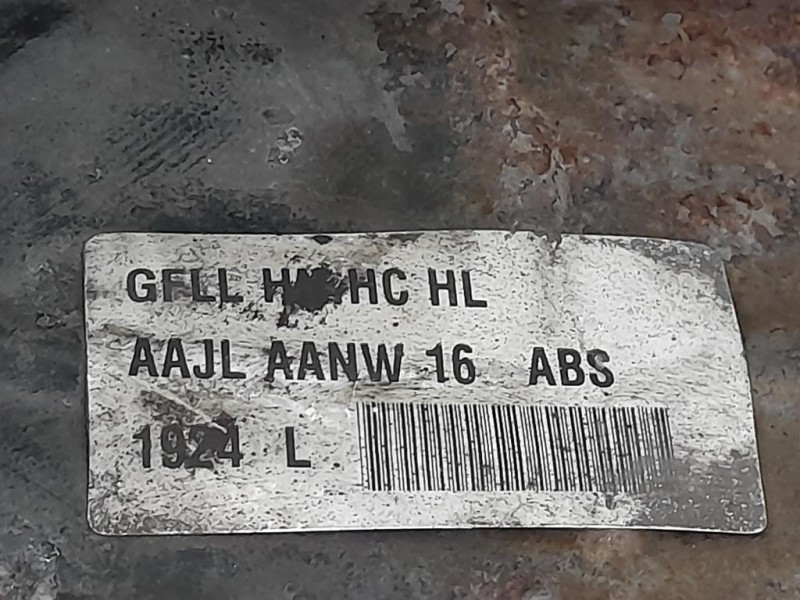 GFLL HC HL
AAJL AANW 16 ABS
1924 L